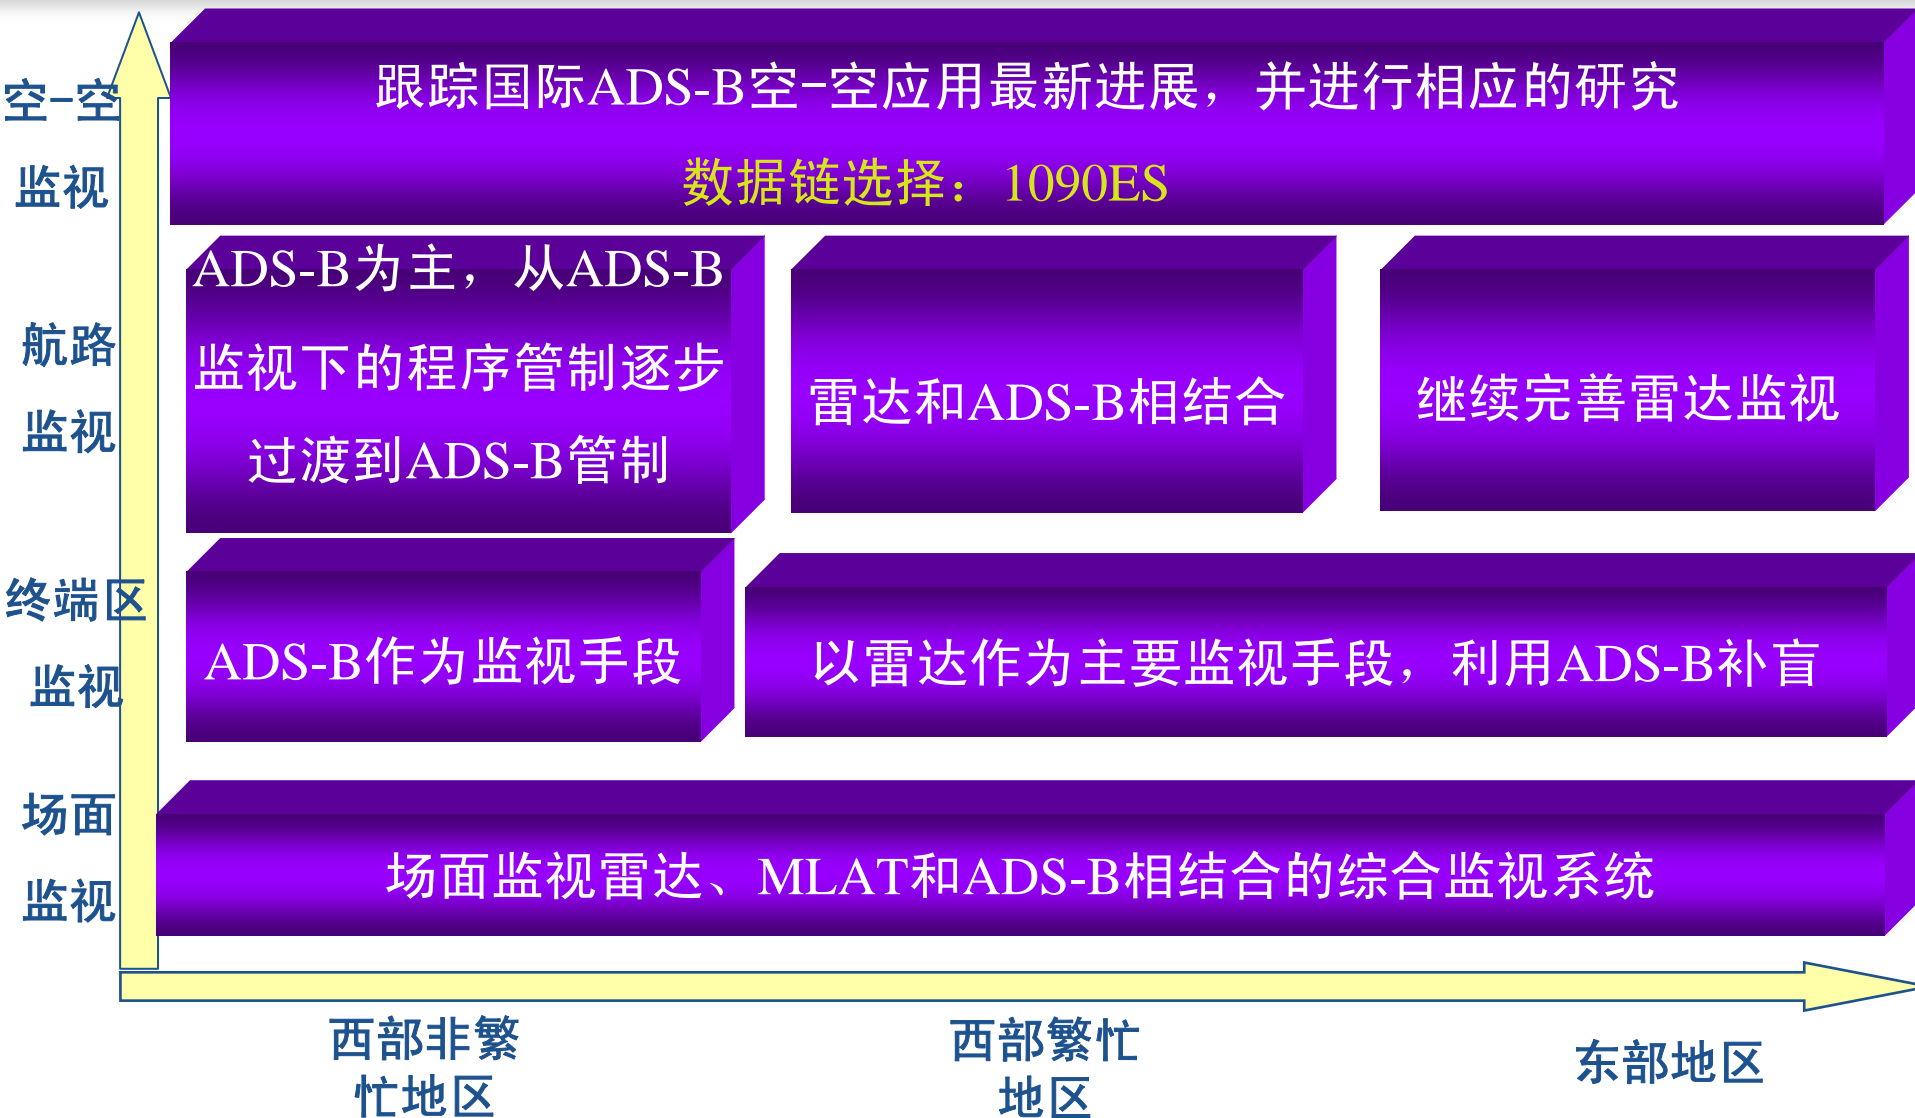 空-空
监视
跟踪国际ADS-B空-空应用最新进展，并进行相应的研究
数据链选择：1090ES
航路
监视
ADS-B为主，从ADS-B
监视下的程序管制逐步
过渡到ADS-B管制
雷达和ADS-B相结合
继续完善雷达监视
终端区
监视
ADS-B作为监视手段
以雷达作为主要监视手段，利用ADS-B补盲
场面
监视
场面监视雷达、MLAT和ADS-B相结合的综合监视系统
西部非繁
忙地区
西部繁忙
地区
东部地区